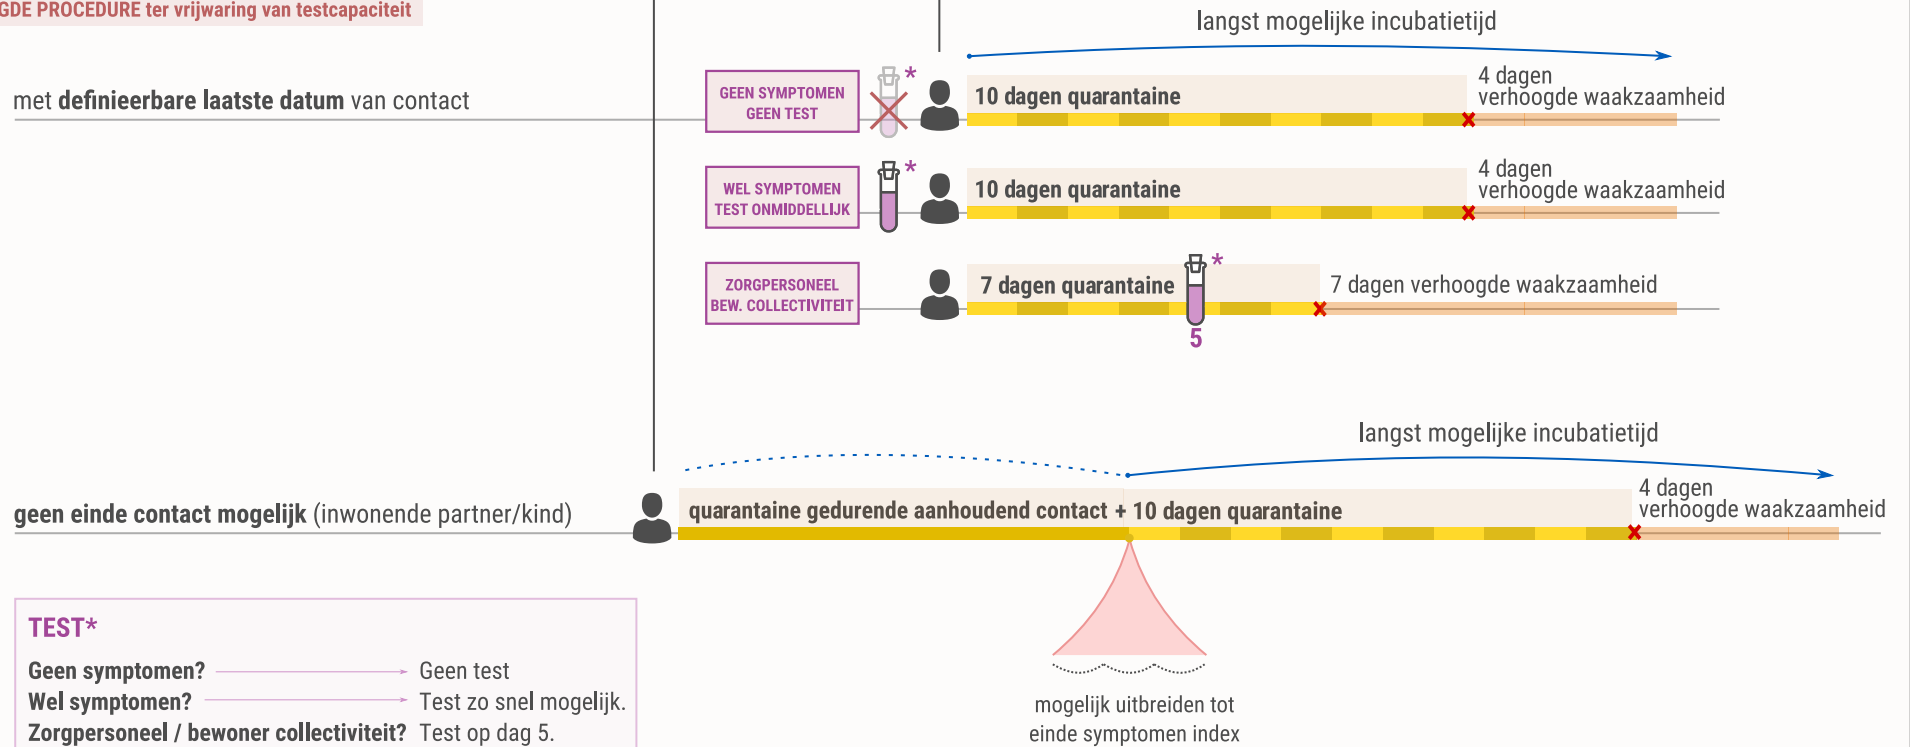 GDE PROCEDURE ter vrijwaring van testcapaciteit
langst mogelijke incubatietijd
met definieerbare laatste datum van contact
GEEN SYMPTOMEN
GEEN TEST
*
10 dagen quarantaine
4 dagen
verhoogde waakzaamheid
WEL SYMPTOMEN
TEST ONMIDDELLIJK
*
10 dagen quarantaine
4 dagen
verhoogde waakzaamheid
ZORGPERSONEEL
BEW. COLLECTIVITEIT
7 dagen quarantaine
*
5
7 dagen verhoogde waakzaamheid
langst mogelijke incubatietijd
geen einde contact mogelijk (inwonende partner/kind)
quarantaine gedurende aanhoudend contact + 10 dagen quarantaine
4 dagen
verhoogde waakzaamheid
mogelijk uitbreiden tot
einde symptomen index
TEST*
Geen symptomen? Geen test
Wel symptomen? Test zo snel mogelijk.
Zorgpersoneel / bewoner collectiviteit? Test op dag 5.